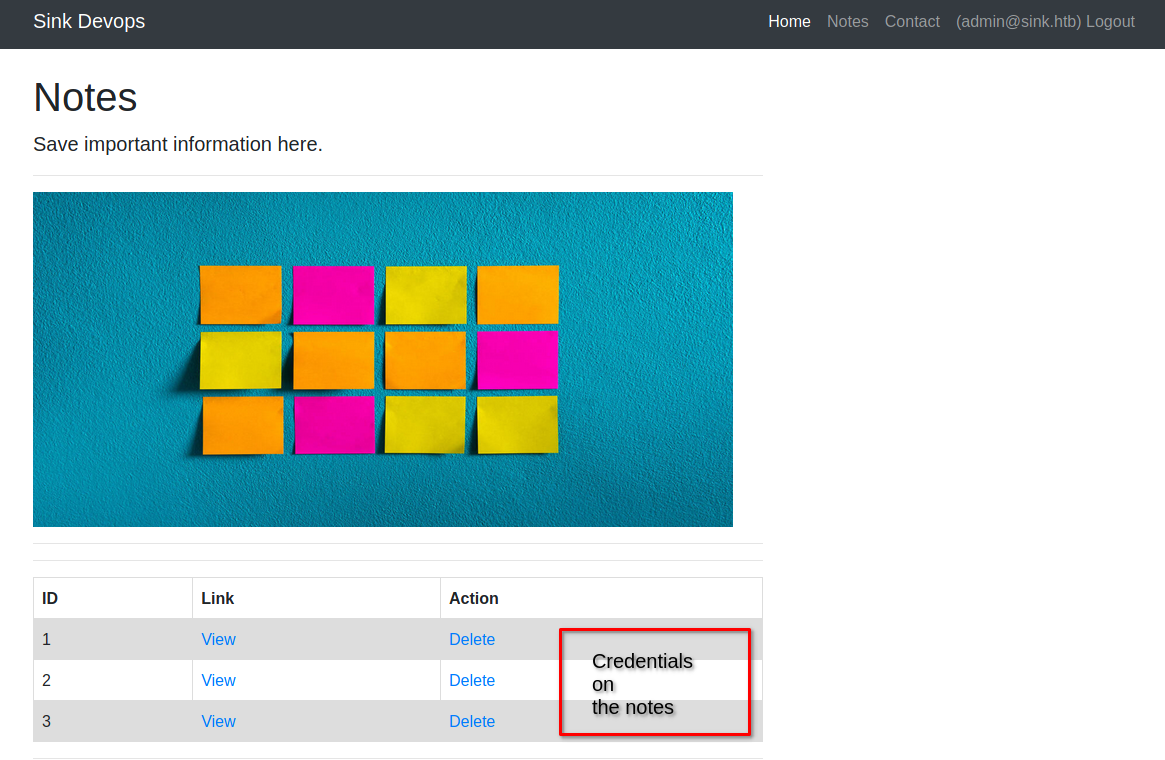 Sink Devops Home Notes Contact (admin@sink.htb) Logout
Notes
Save important information here.
ID Link Action
1 View Delete
2 View Delete
3 View Delete
Credentials
on
the notes